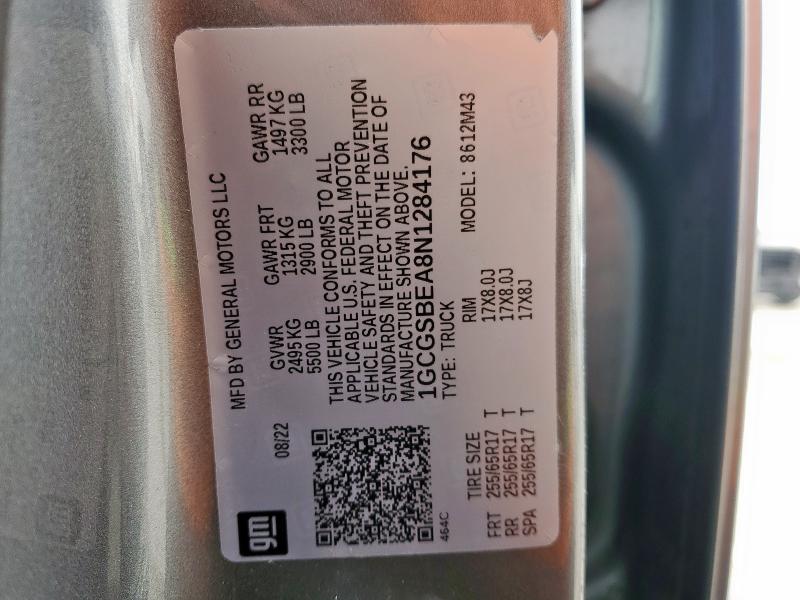 gm
MFD BY GENERAL MOTORS LLC
08/22
GVWR GAWR FRT GAWR RR
2495 KG 1315 KG 1497 KG
5500 LB 2900 LB 3300 LB
THIS VEHICLE CONFORMS TO ALL
APPLICABLE U.S. FEDERAL MOTOR
VEHICLE SAFETY AND THEFT PREVENTION
STANDARDS IN EFFECT ON THE DATE OF
MANUFACTURE SHOWN ABOVE.
1GCGSBEA8N1284176
464C
TYPE: TRUCK MODEL: 8612M43
TIRE SIZE RIM
FRT 255/65R17 T 17X8.0J
RR 255/65R17 T 17X8.0J
SPA 255/65R17 T 17X8J